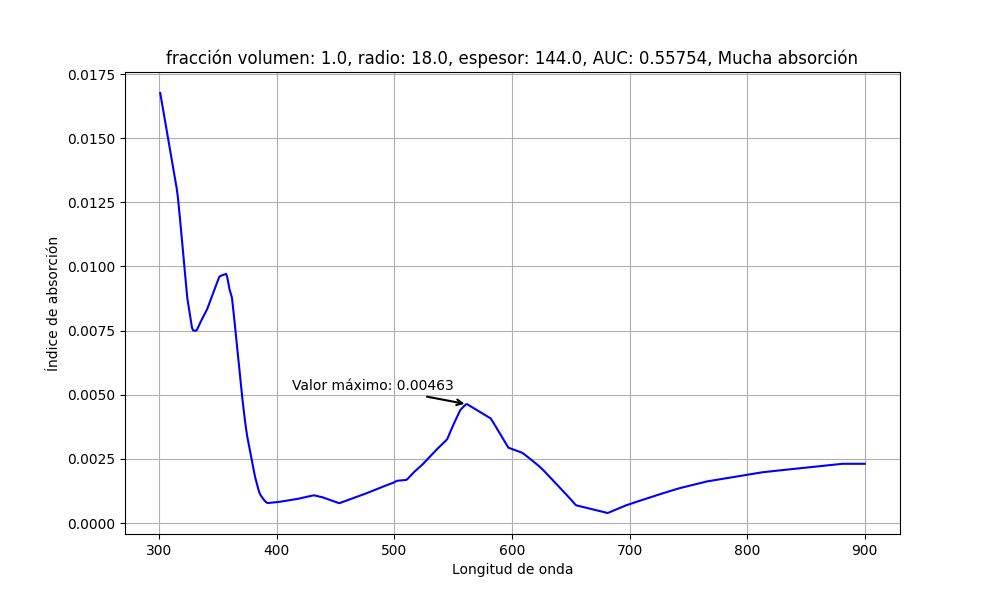 fracción volumen: 1.0, radio: 18.0, espesor: 144.0, AUC: 0.55754, Mucha absorción
Índice de absorción
0.0175
0.0150
0.0125
0.0100
0.0075
0.0050
0.0025
0.0000
Valor máximo: 0.00463
300 400 500 600 700 800 900
Longitud de onda